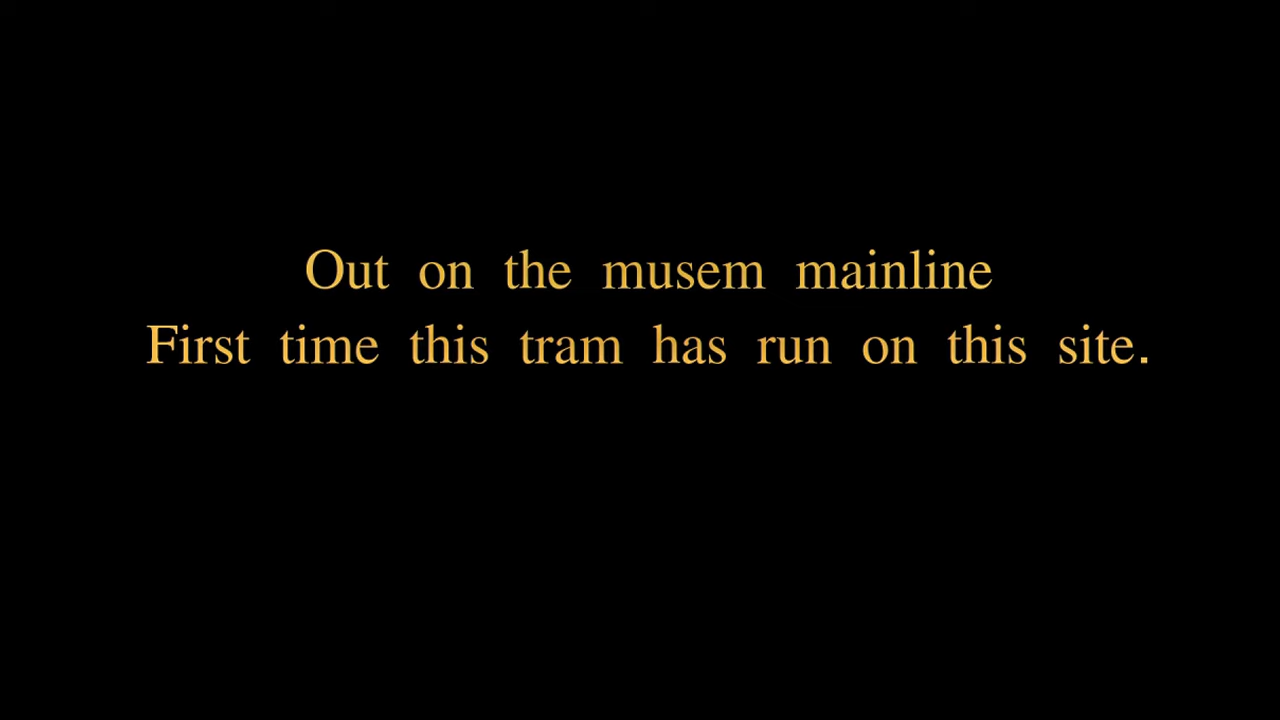 Out on the musem mainline
First time this tram has run on this site.